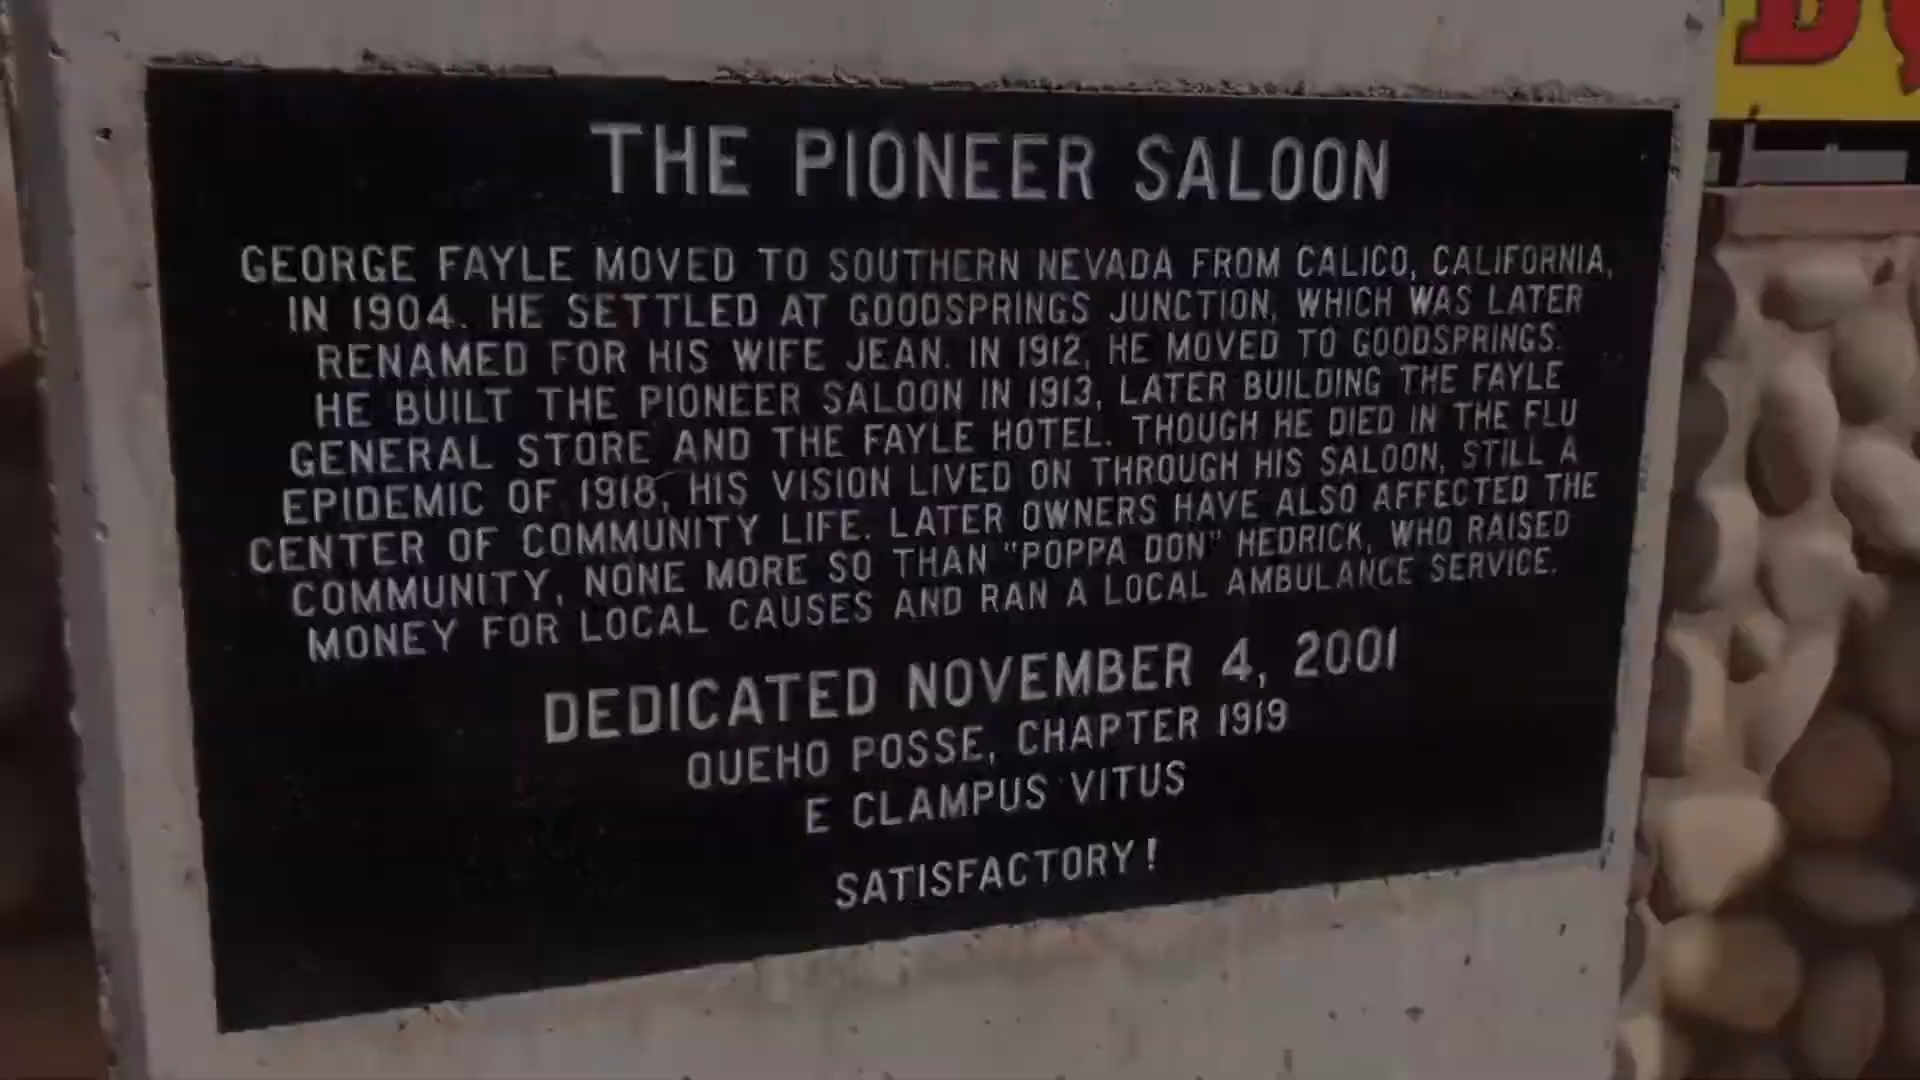 THE PIONEER SALOON
GEORGE FAYLE MOVED TO SOUTHERN NEVADA FROM CALICO, CALIFORNIA,
IN 1904. HE SETTLED AT GOODSPRINGS JUNCTION, WHICH WAS LATER
RENAMED FOR HIS WIFE JEAN. IN 1912, HE MOVED TO GOODSPRINGS.
HE BUILT THE PIONEER SALOON IN 1913, LATER BUILDING THE FAYLE
GENERAL STORE AND THE FAYLE HOTEL. THOUGH HE DIED IN THE FLU
EPIDEMIC OF 1918, HIS VISION LIVED ON THROUGH HIS SALOON, STILL A
CENTER OF COMMUNITY LIFE. LATER OWNERS HAVE ALSO AFFECTED THE
COMMUNITY, NONE MORE SO THAN "POPPA DON" HEDRICK, WHO RAISED
MONEY FOR LOCAL CAUSES AND RAN A LOCAL AMBULANCE SERVICE.
DEDICATED NOVEMBER 4, 2001
QUEHO POSSE, CHAPTER 1919
E CLAMPUS VITUS
SATISFACTORY!